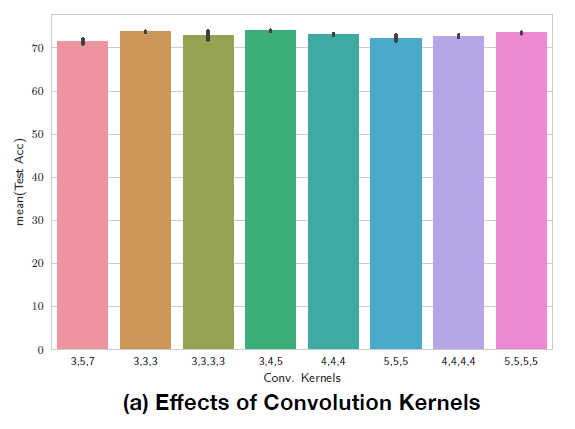 70
60
50
40
30
20
10
0
mean(Test Acc)
3,5,7 3,3,3 3,3,3,3 3,4,5 4,4,4 5,5,5 4,4,4,4 5,5,5,5
Conv. Kernels
(a) Effects of Convolution Kernels